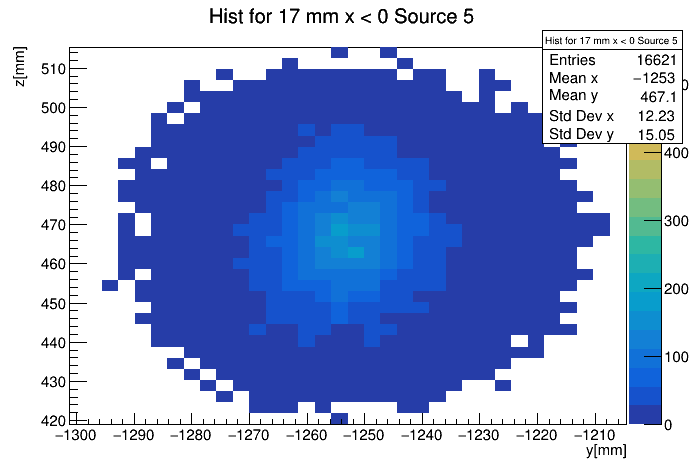 Hist for 17 mm x < 0 Source 5
Hist for 17 mm x < 0 Source 5
Entries 16621
Mean x −1253
Mean y 467.1
Std Dev x 12.23
Std Dev y 15.05
z[mm]
510
500
490
480
470
460
450
440
430
420
−1300 −1290 −1280 −1270 −1260 −1250 −1240 −1230 −1220 −1210
y[mm]
0
400
300
200
100
0